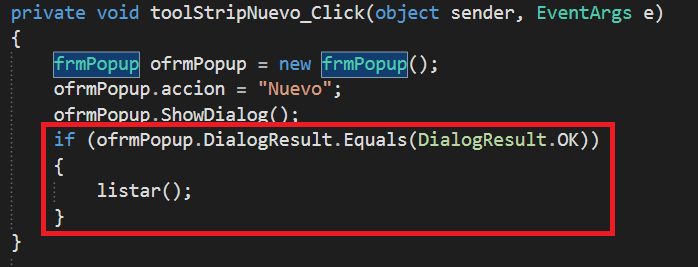 private void toolStripNuevo_Click(object sender, EventArgs e)
{
frmPopup ofrmPopup = new frmPopup();
ofrmPopup.accion = "Nuevo";
ofrmPopup.ShowDialog();
if (ofrmPopup.DialogResult.Equals(DialogResult.OK))
{
listar();
}
}